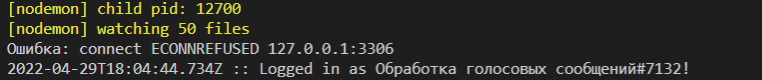 [nodemon] child pid: 12700
[nodemon] watching 50 files
Ошибка: connect ECONNREFUSED 127.0.0.1:3306
2022-04-29T18:04:44.734Z :: Logged in as Обработка голосовых сообщений#7132!